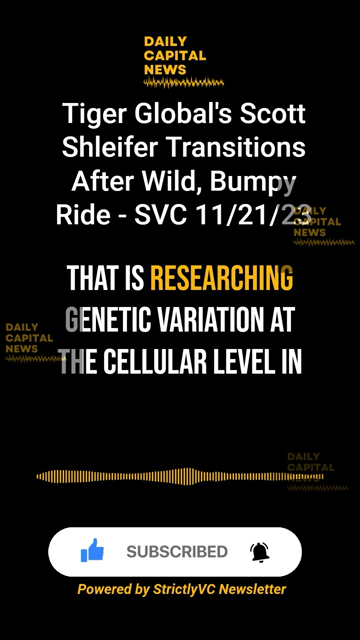 DAILY
CAPITAL
NEWS
Tiger Global's Scott
Shleifer Transitions
After Wild, Bumpy
Ride - SVC 11/21/23
DAILY
CAPITAL
NEWS
THAT IS RESEARCHING
GENETIC VARIATION AT
THE CELLULAR LEVEL IN
DAILY
CAPITAL
NEWS
DAILY
CAPITAL
NEWS
SUBSCRIBED
Powered by StrictlyVC Newsletter